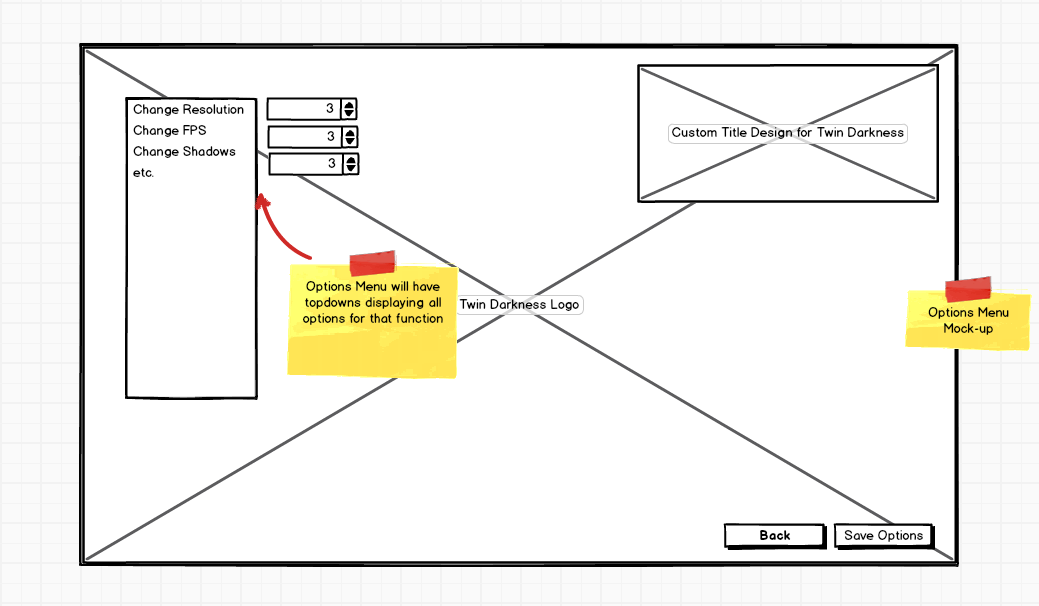 Change Resolution
3
Change FPS
3
Change Shadows
3
etc.
Custom Title Design for Twin Darkness
Options Menu will have
topdowns displaying all
options for that function
Twin Darkness Logo
Options Menu
Mock-up
Back
Save Options